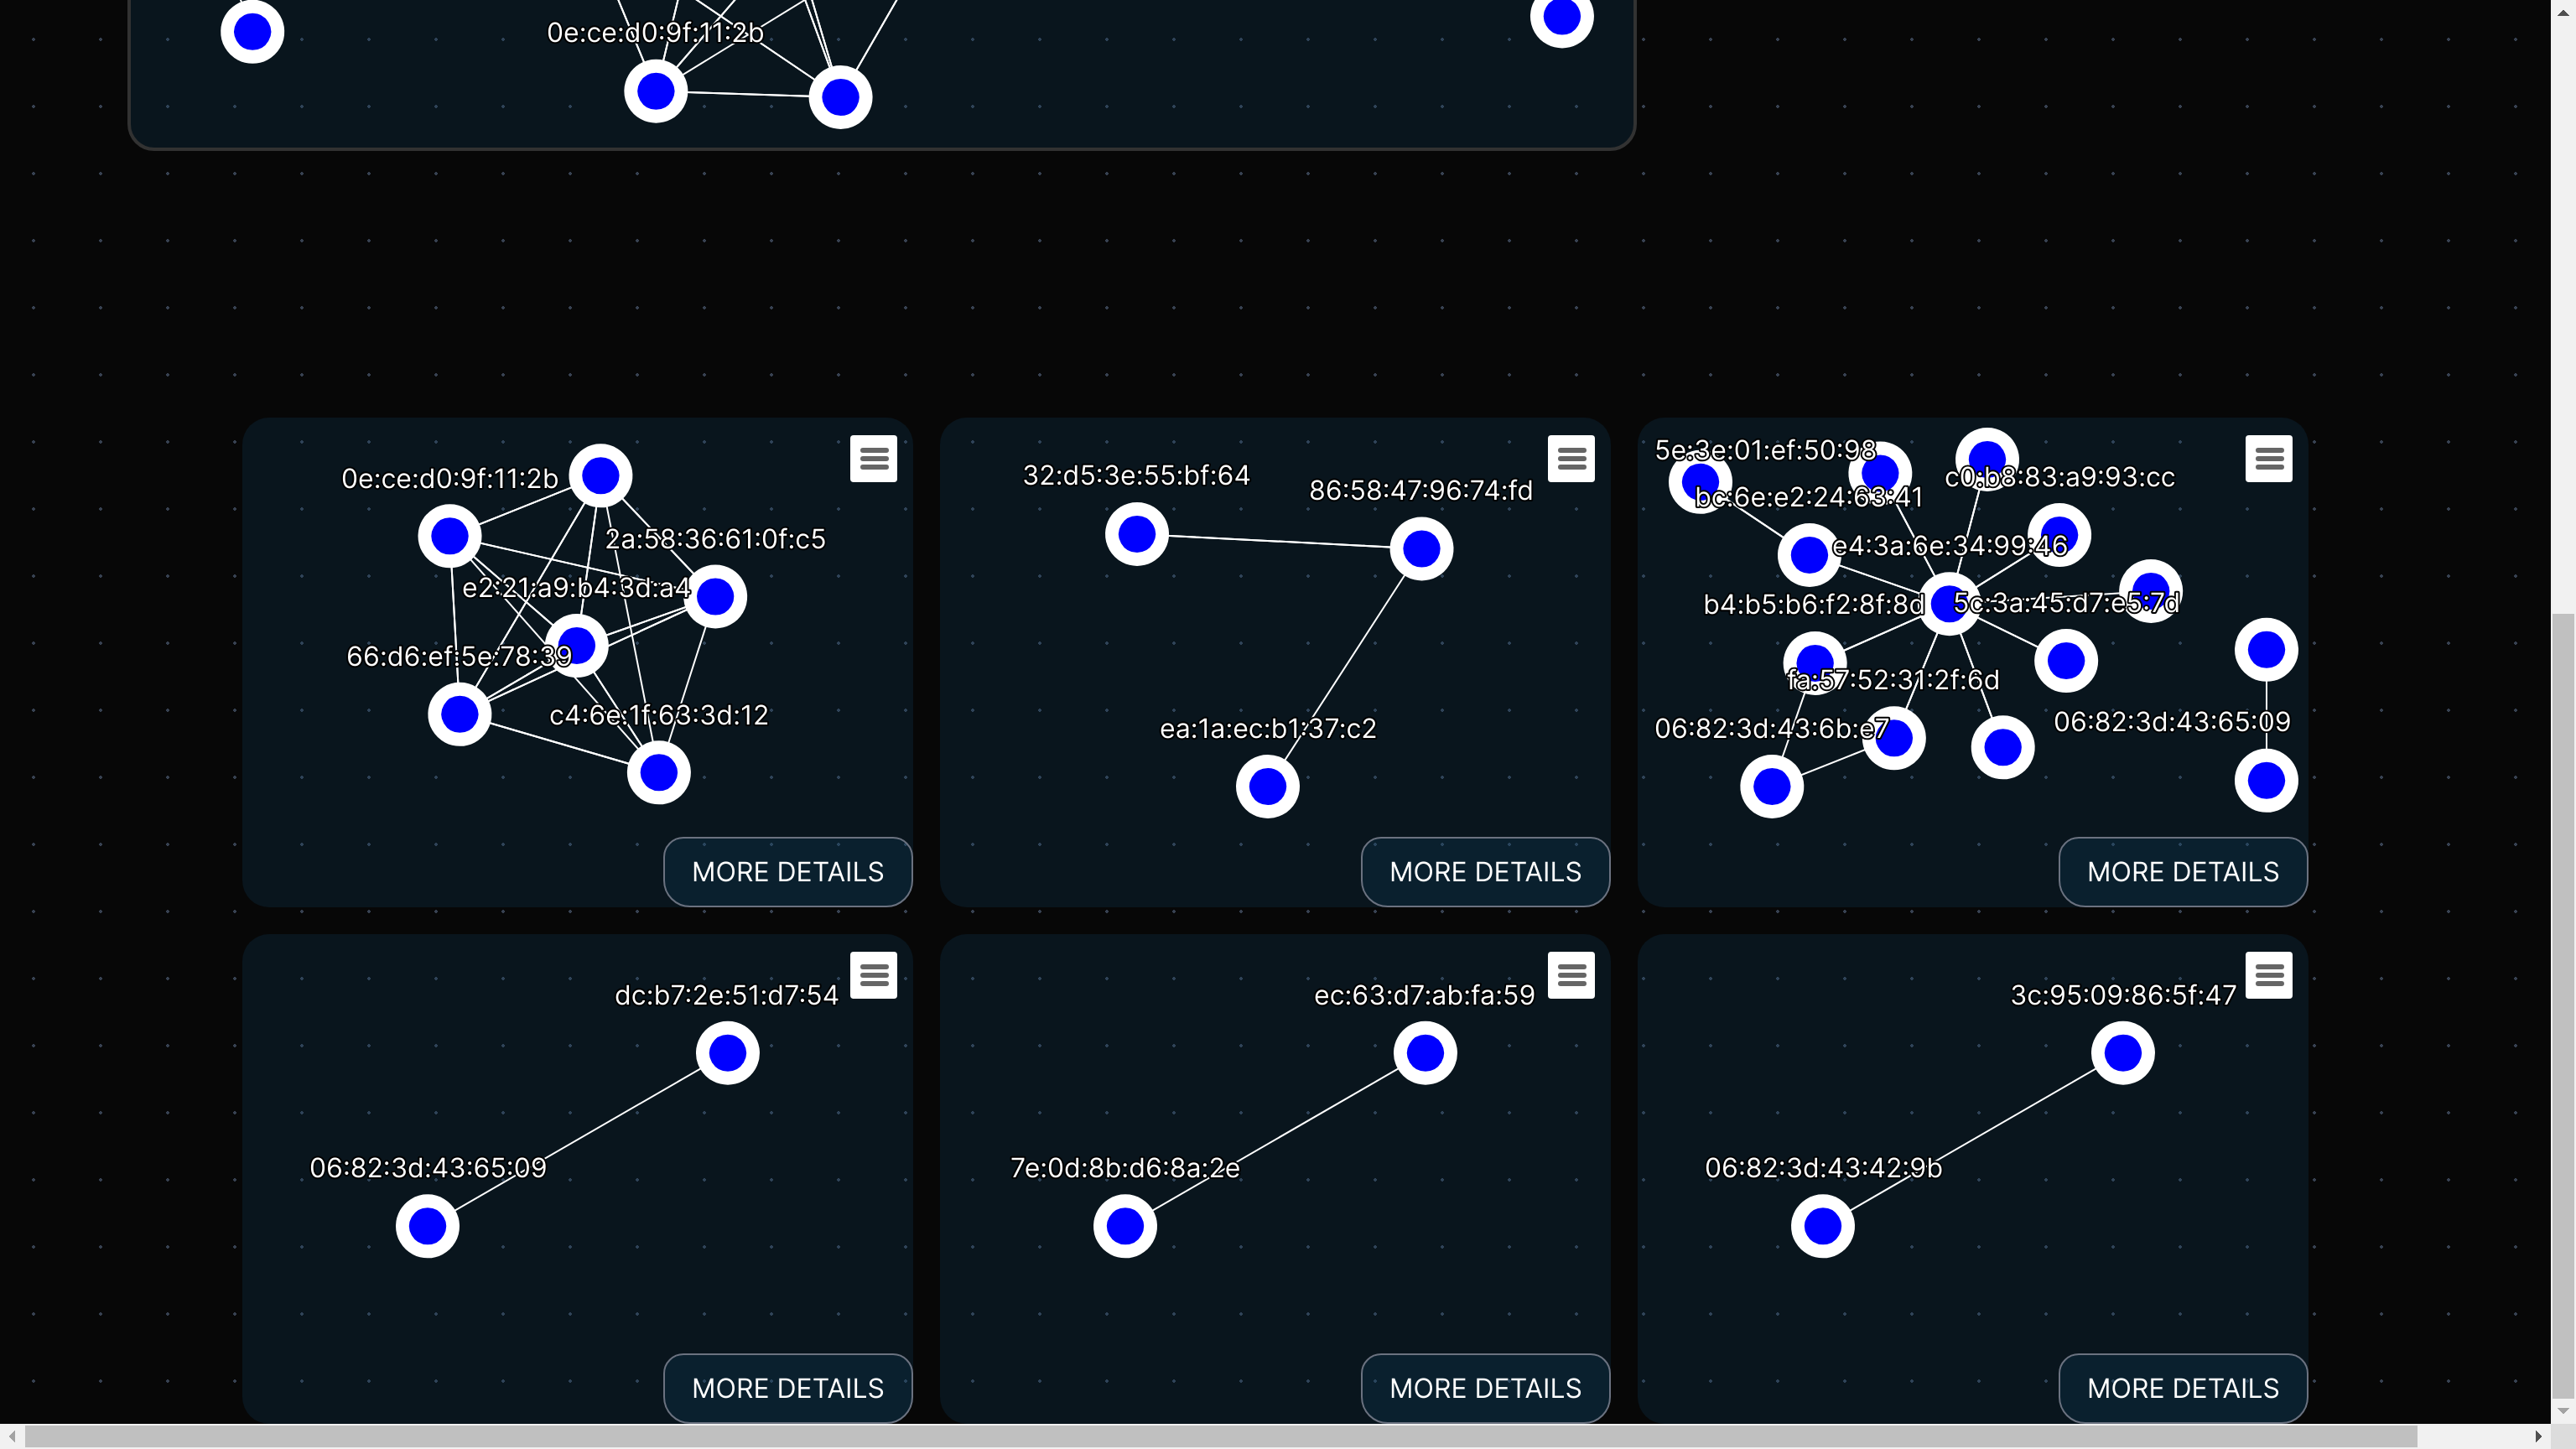 0e:ce:d0:9f:11:2b
0e:ce:d0:9f:11:2b
2a:58:36:61:0f:c5
e2:21:a9:b4:3d:a4
66:d6:ef:5e:78:39
c4:6e:1f:63:3d:12
MORE DETAILS
32:d5:3e:55:bf:64
86:58:47:96:74:fd
ea:1a:ec:b1:37:c2
MORE DETAILS
5e:3e:01:ef:50:98
c0:b8:83:a9:93:cc
bc:6e:e2:24:63:41
e4:3a:6e:34:99:46
b4:b5:b6:f2:8f:8d
5c:3a:45:d7:e5:7d
fa:57:52:31:2f:6d
06:82:3d:43:6b:e7
06:82:3d:43:65:09
MORE DETAILS
dc:b7:2e:51:d7:54
06:82:3d:43:65:09
MORE DETAILS
ec:63:d7:ab:fa:59
7e:0d:8b:d6:8a:2e
MORE DETAILS
3c:95:09:86:5f:47
06:82:3d:43:42:9b
MORE DETAILS